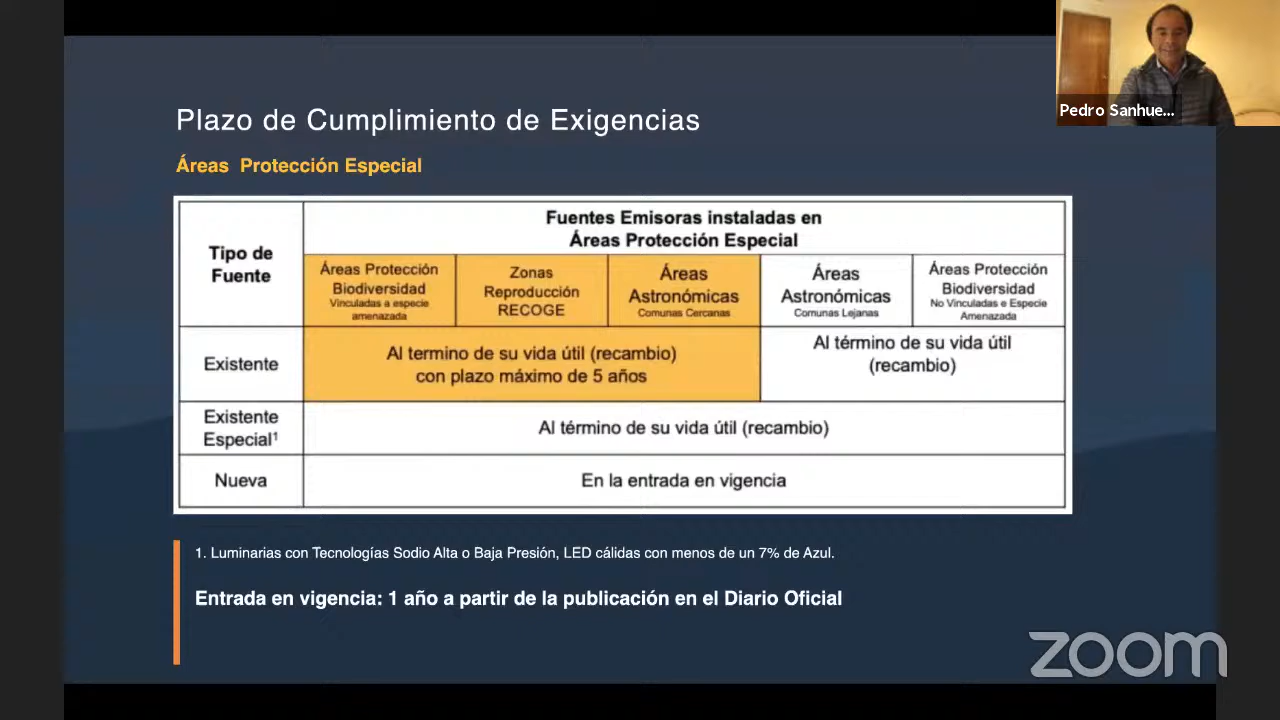 Pedro Sanhue...
Plazo de Cumplimiento de Exigencias
Áreas Protección Especial
Tipo de
Fuente
Fuentes Emisoras instaladas en
Áreas Protección Especial
Áreas Protección
Biodiversidad
Vinculadas a especie
amenazada
Zonas
Reproducción
RECOGE
Áreas
Astronómicas
Comunas Cercanas
Áreas
Astronómicas
Comunas Lejanas
Áreas Protección
Biodiversidad
No Vinculadas e Especie
Amenazada
Existente
Al termino de su vida útil (recambio)
con plazo máximo de 5 años
Al término de su vida útil
(recambio)
Existente
Especial¹
Al término de su vida útil (recambio)
Nueva
En la entrada en vigencia
1. Luminarias con Tecnologías Sodio Alta o Baja Presión, LED cálidas con menos de un 7% de Azul.
Entrada en vigencia: 1 año a partir de la publicación en el Diario Oficial
zoom